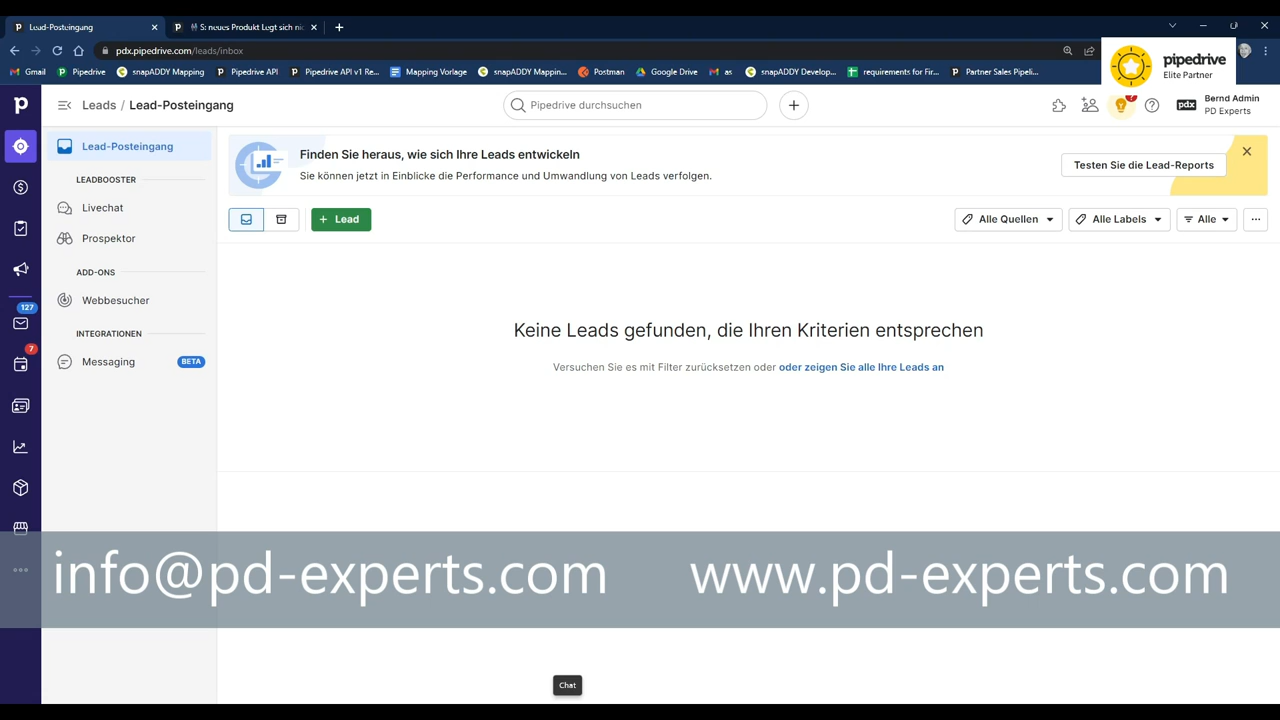 Lead-Posteingang
S: neues Produkt Legt sich nic
pdx.pipedrive.com/leads/inbox
Gmail
Pipedrive
snapADDY Mapping
Pipedrive API
Pipedrive API v1 Re...
Mapping Vorlage
snapADDY Mappin...
Postman
Google Drive
as
snapADDY Develop...
requirements for Fir...
Partner Sales Pipeli...
pipedrive
Elite Partner
Leads / Lead-Posteingang
Pipedrive durchsuchen
7
pdx
Bernd Admin
PD Experts
Lead-Posteingang
LEADBOOSTER
Livechat
Prospektor
ADD-ONS
Webbesucher
INTEGRATIONEN
Messaging BETA
127
7
Finden Sie heraus, wie sich Ihre Leads entwickeln
Sie können jetzt in Einblicke die Performance und Umwandlung von Leads verfolgen.
Testen Sie die Lead-Reports
+ Lead
Alle Quellen
Alle Labels
Alle
Keine Leads gefunden, die Ihren Kriterien entsprechen
Versuchen Sie es mit Filter zurücksetzen oder oder zeigen Sie alle Ihre Leads an
info@pd-experts.com www.pd-experts.com
Chat